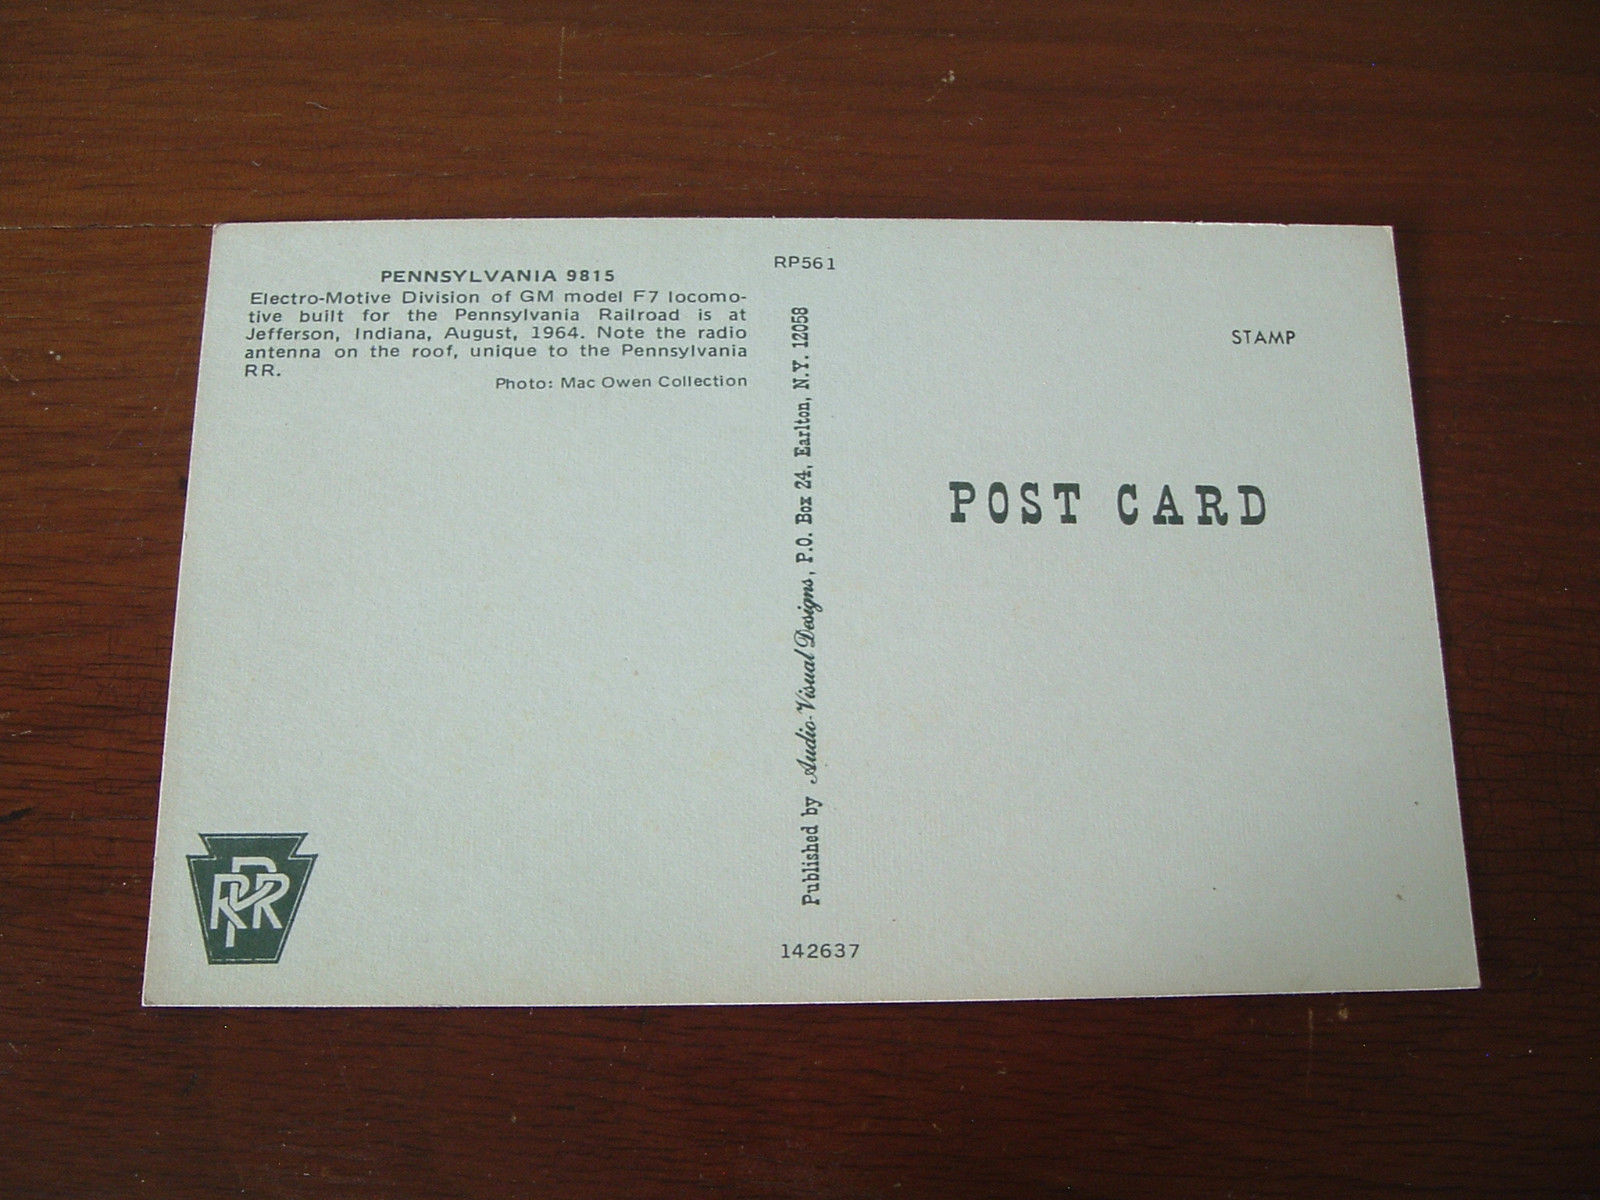 PENNSYLVANIA 9815
Electro-Motive Division of GM model F7 locomo-
tive built for the Pennsylvania Railroad is at
Jefferson, Indiana, August, 1964. Note the radio
antenna on the roof, unique to the Pennsylvania
RR.
Photo: Mac Owen Collection
RP561
Published by Audio-Visual Designs, P.O. Box 24, Earlton, N.Y. 12058
142637
STAMP
POST CARD
PRR